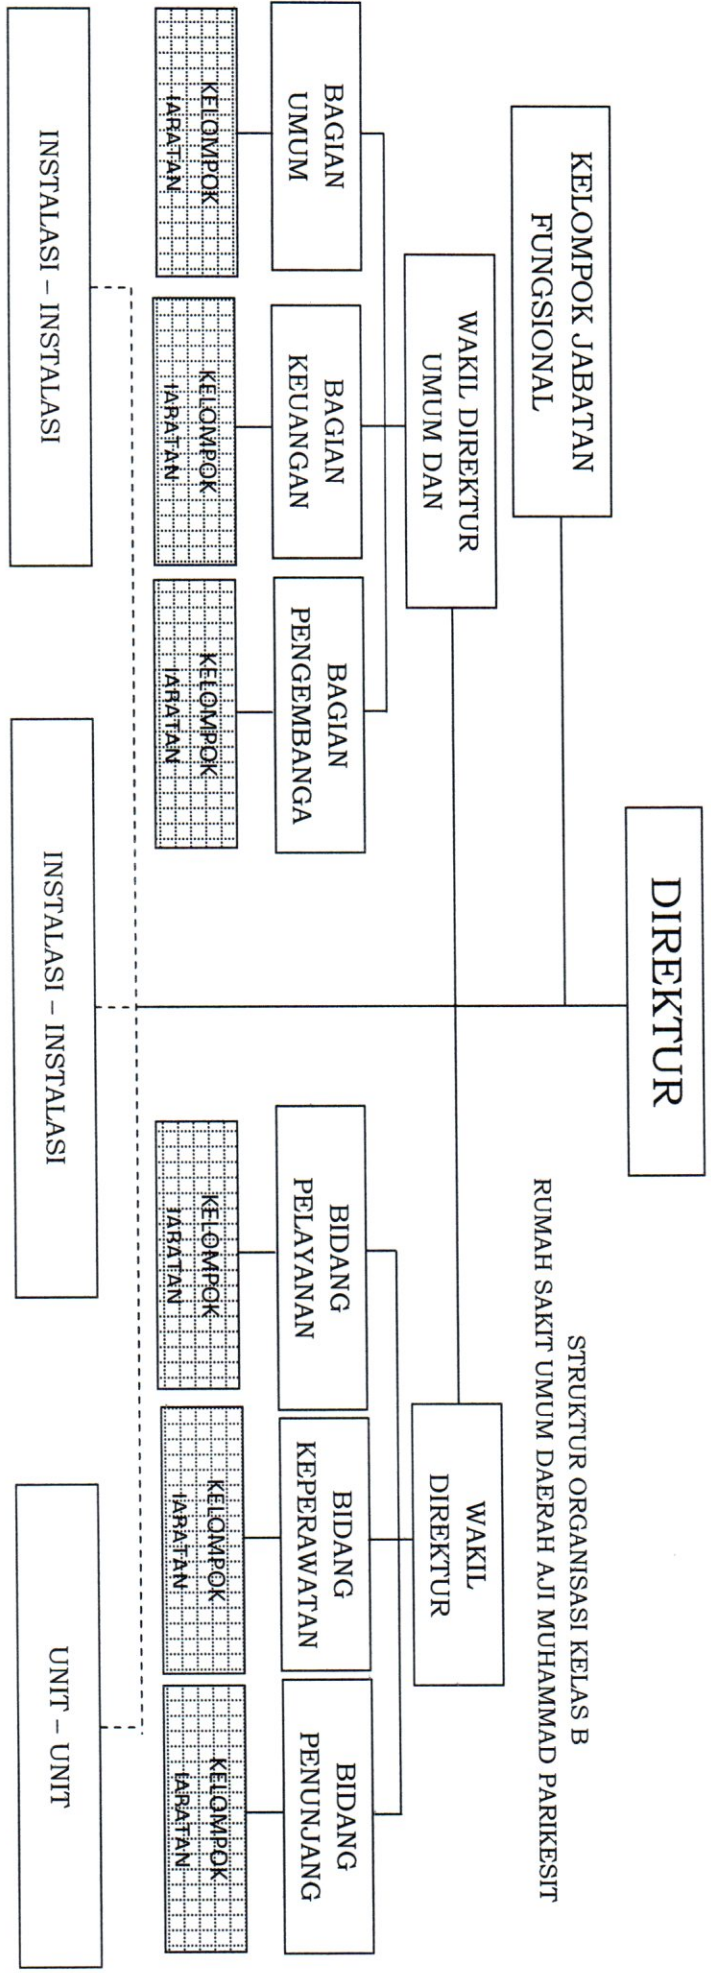 STRUKTUR ORGANISASI KELAS B
RUMAH SAKIT UMUM DAERAH AJI MUHAMMAD PARIKESIT
DIREKTUR
KELOMPOK JABATAN
FUNGSIONAL
WAKIL DIREKTUR
UMUM DAN
WAKIL
DIREKTUR
BAGIAN
UMUM
BAGIAN
KEUANGAN
BAGIAN
PENGEMBANGA
BIDANG
PELAYANAN
BIDANG
KEPERAWATAN
BIDANG
PENUNJANG
KELOMPOK
JABATAN
KELOMPOK
JABATAN
KELOMPOK
JABATAN
KELOMPOK
JABATAN
KELOMPOK
JABATAN
KELOMPOK
JABATAN
INSTALASI – INSTALASI
INSTALASI – INSTALASI
UNIT – UNIT